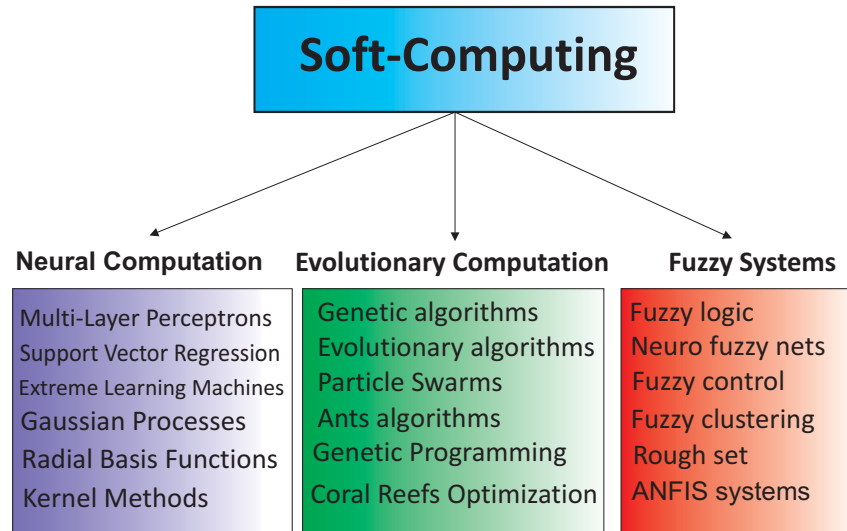 Soft-Computing
Neural Computation
Multi-Layer Perceptrons
Support Vector Regression
Extreme Learning Machines
Gaussian Processes
Radial Basis Functions
Kernel Methods
Evolutionary Computation
Genetic algorithms
Evolutionary algorithms
Particle Swarms
Ants algorithms
Genetic Programming
Coral Reefs Optimization
Fuzzy Systems
Fuzzy logic
Neuro fuzzy nets
Fuzzy control
Fuzzy clustering
Rough set
ANFIS systems